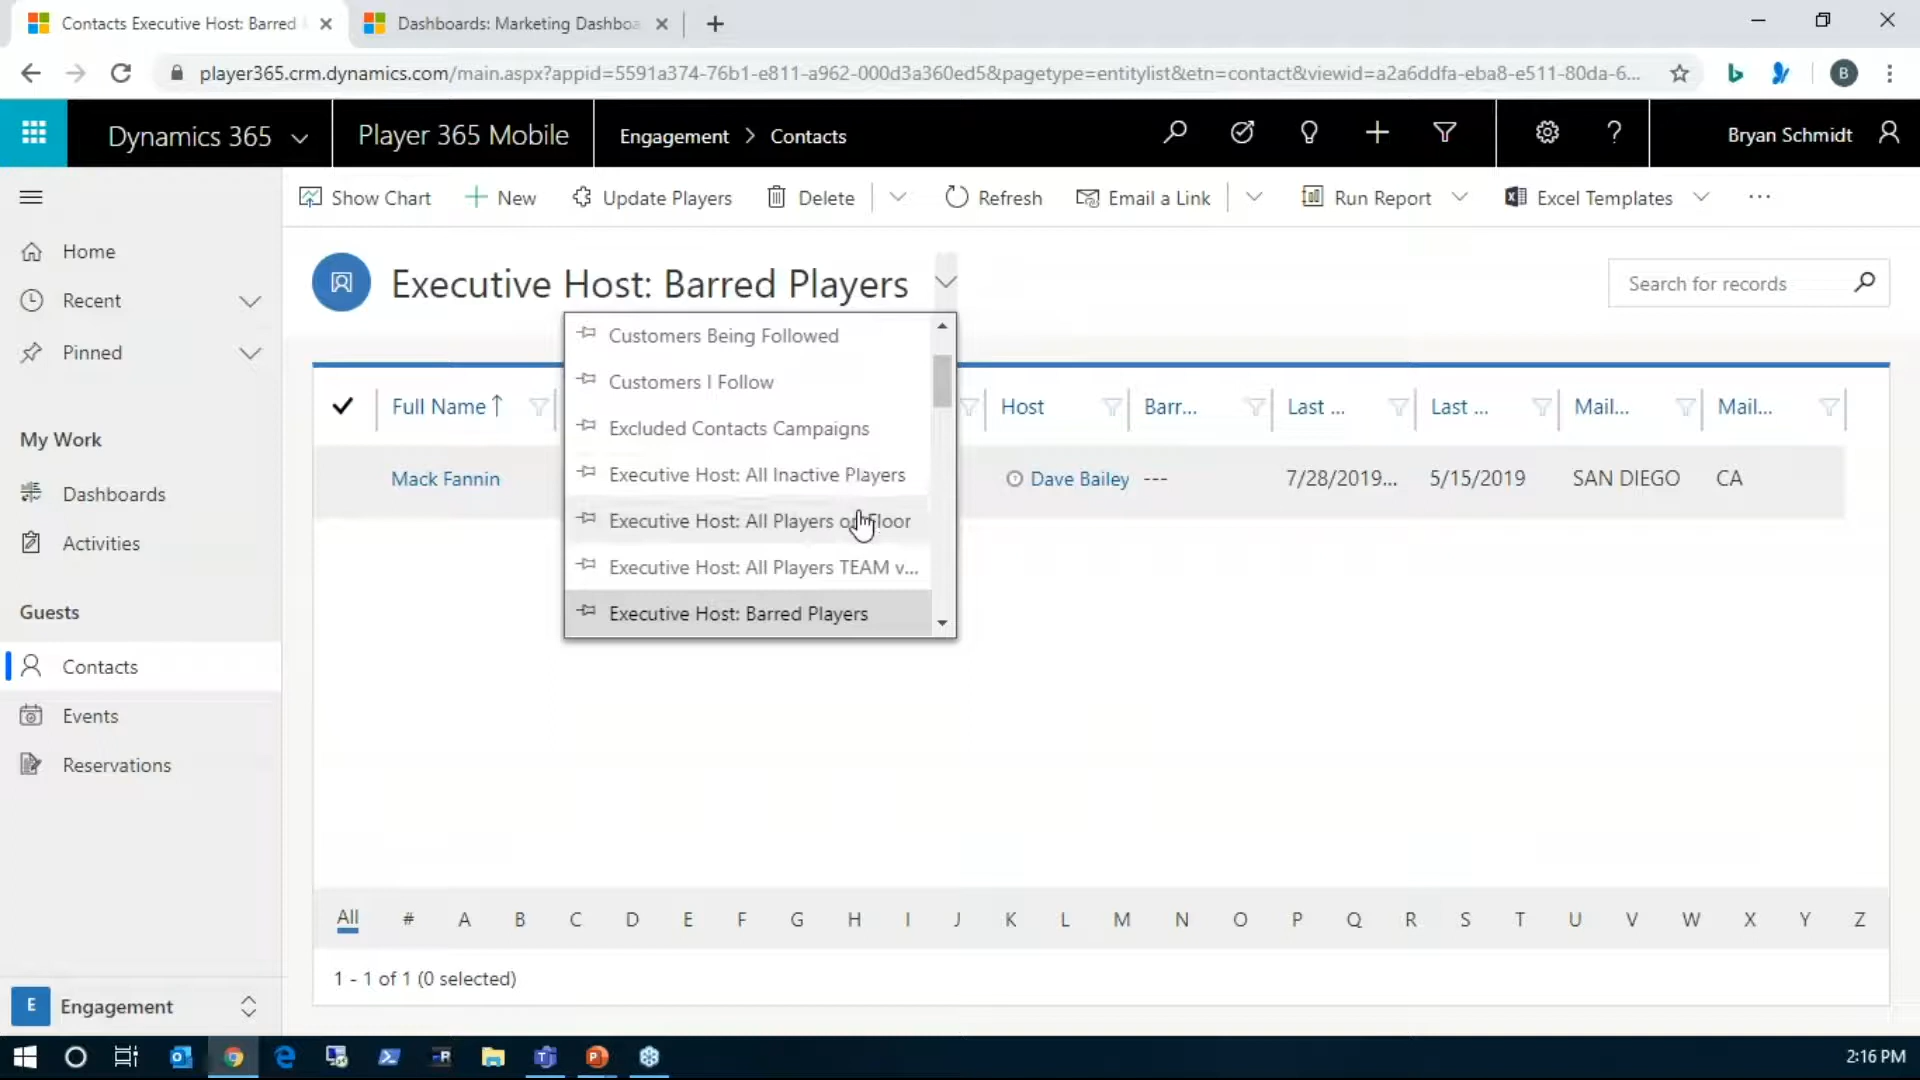 Contacts Executive Host: Barred
Dashboards: Marketing Dashboa
player365.crm.dynamics.com/main.aspx?appid=5591a374-76b1-e811-a962-000d3a360ed5&pagetype=entitylist&etn=contact&viewid=a2a6ddfa-eba8-e511-80da-6...
B
Dynamics 365
Player 365 Mobile
Engagement > Contacts
Bryan Schmidt
Show Chart
New
Update Players
Delete
Refresh
Email a Link
Run Report
Excel Templates
Home
Recent
Pinned
My Work
Dashboards
Activities
Guests
Contacts
Events
Reservations
E Engagement
Executive Host: Barred Players
Search for records
Customers Being Followed
Customers I Follow
Excluded Contacts Campaigns
Executive Host: All Inactive Players
Executive Host: All Players on Floor
Executive Host: All Players TEAM v...
Executive Host: Barred Players
Full Name Host Barr... Last ... Last ... Mail... Mail...
Mack Fannin Dave Bailey --- 7/28/2019... 5/15/2019 SAN DIEGO CA
All # A B C D E F G H I J K L M N O P Q R S T U V W X Y Z
1 - 1 of 1 (0 selected)
2:16 PM